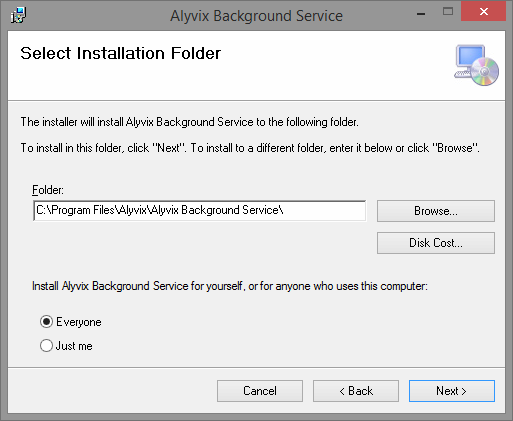 Alyvix Background Service
Select Installation Folder
The installer will install Alyvix Background Service to the following folder.
To install in this folder, click "Next". To install to a different folder, enter it below or click "Browse".
Folder:
C:\Program Files\Alyvix\Alyvix Background Service\
Browse...
Disk Cost...
Install Alyvix Background Service for yourself, or for anyone who uses this computer:
Everyone
Just me
Cancel
< Back
Next >